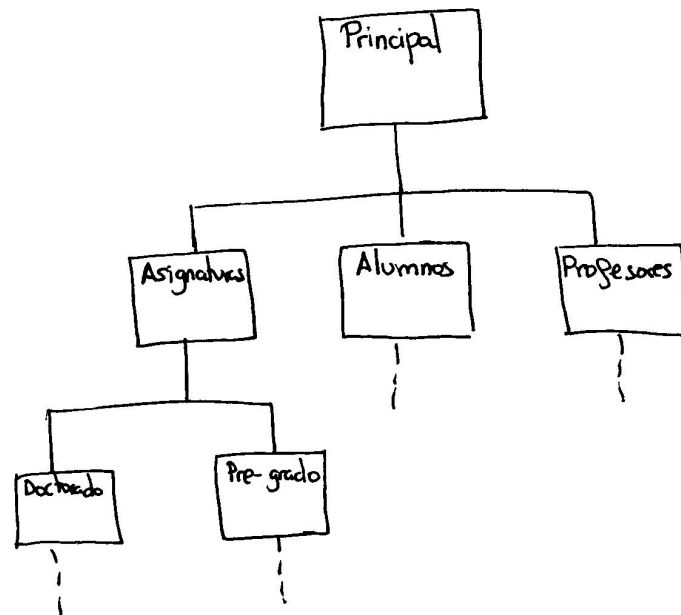 Principal
Asignaturas
Alumnos
Profesores
Doctorado
Pre-grado